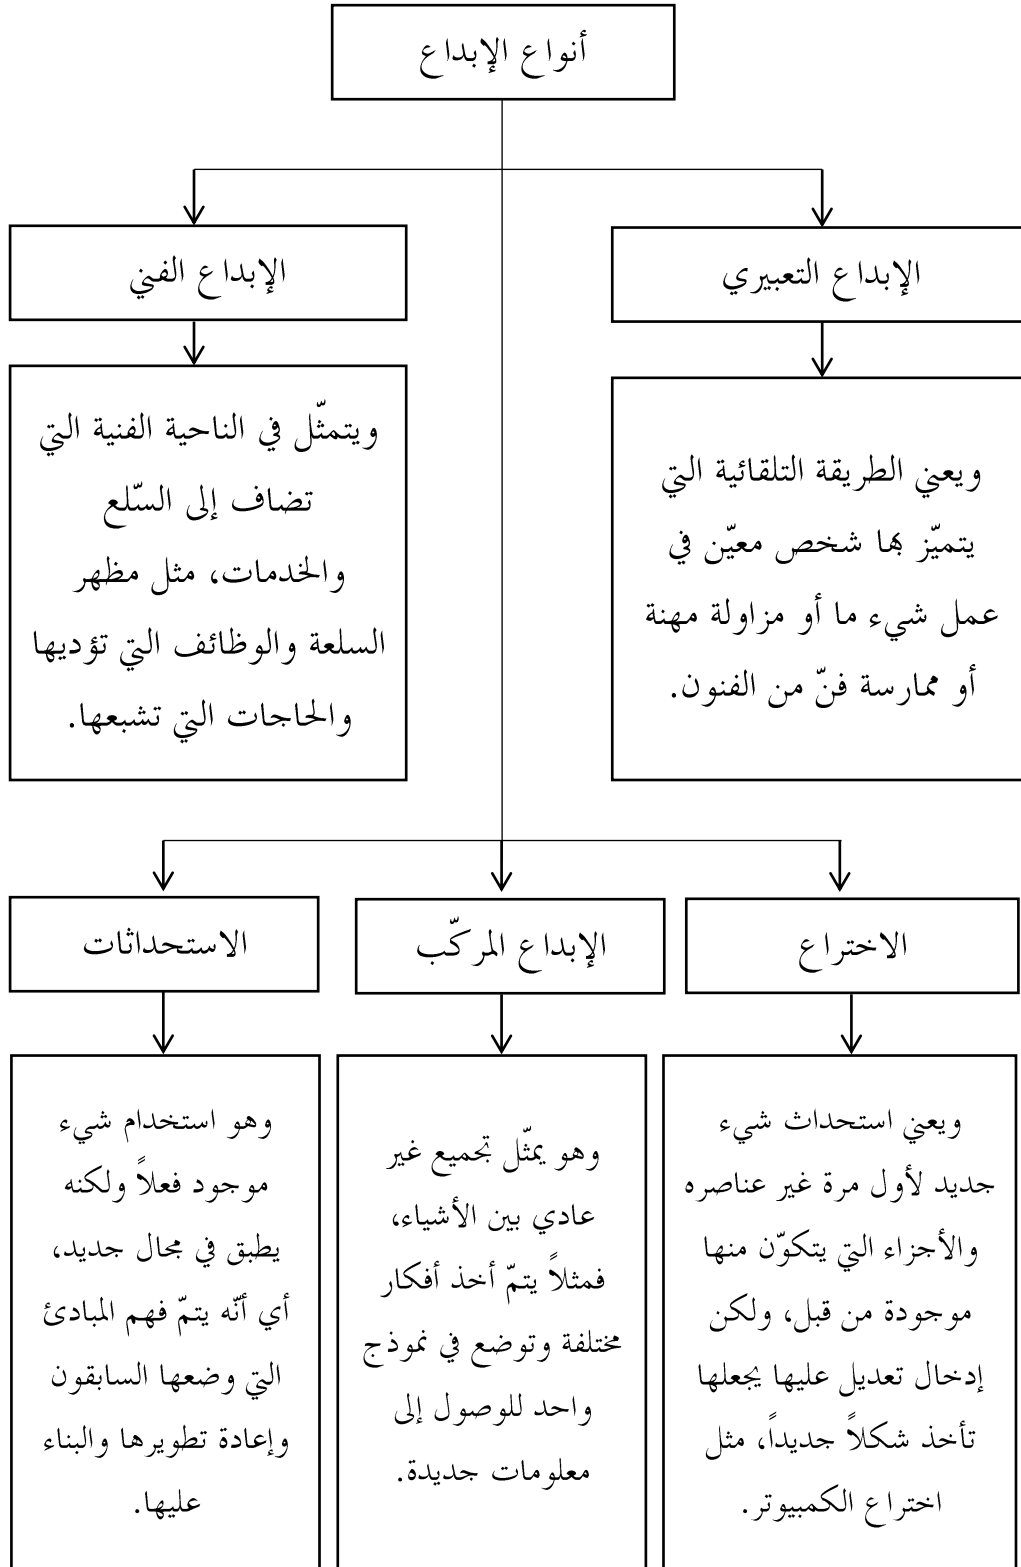 أنواع الإبداع
الإبداع التعبيري
ويعني الطريقة التلقائية التي
يتميّز بها شخص معيّن في
عمل شيء ما أو مزاولة مهنة
أو ممارسة فنّ من الفنون.
الإبداع الفني
ويتمثّل في الناحية الفنية التي
تضاف إلى السّلع
والخدمات، مثل مظهر
السلعة والوظائف التي تؤديها
والحاجات التي تشبعها.
الاختراع
ويعني استحداث شيء
جديد لأول مرة غير عناصره
والأجزاء التي يتكوّن منها
موجودة من قبل، ولكن
إدخال تعديل عليها يجعلها
تأخذ شكلاً جديداً، مثل
اختراع الكمبيوتر.
الإبداع المركّب
وهو يمثّل تجميع غير
عادي بين الأشياء،
فمثلاً يتمّ أخذ أفكار
مختلفة وتوضع في نموذج
واحد للوصول إلى
معلومات جديدة.
الاستحداثات
وهو استخدام شيء
موجود فعلاً ولكنه
يطبق في مجال جديد،
أي أنّه يتمّ فهم المبادئ
التي وضعها السابقون
وإعادة تطويرها والبناء
عليها.